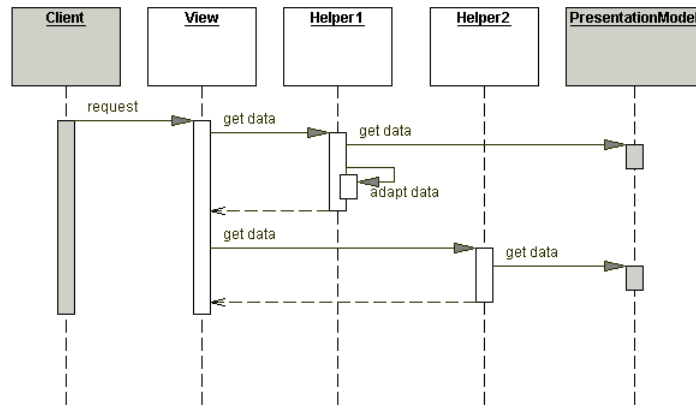 Client
View
Helper1
Helper2
PresentationModel
request
get data
get data
adapt data
get data
get data